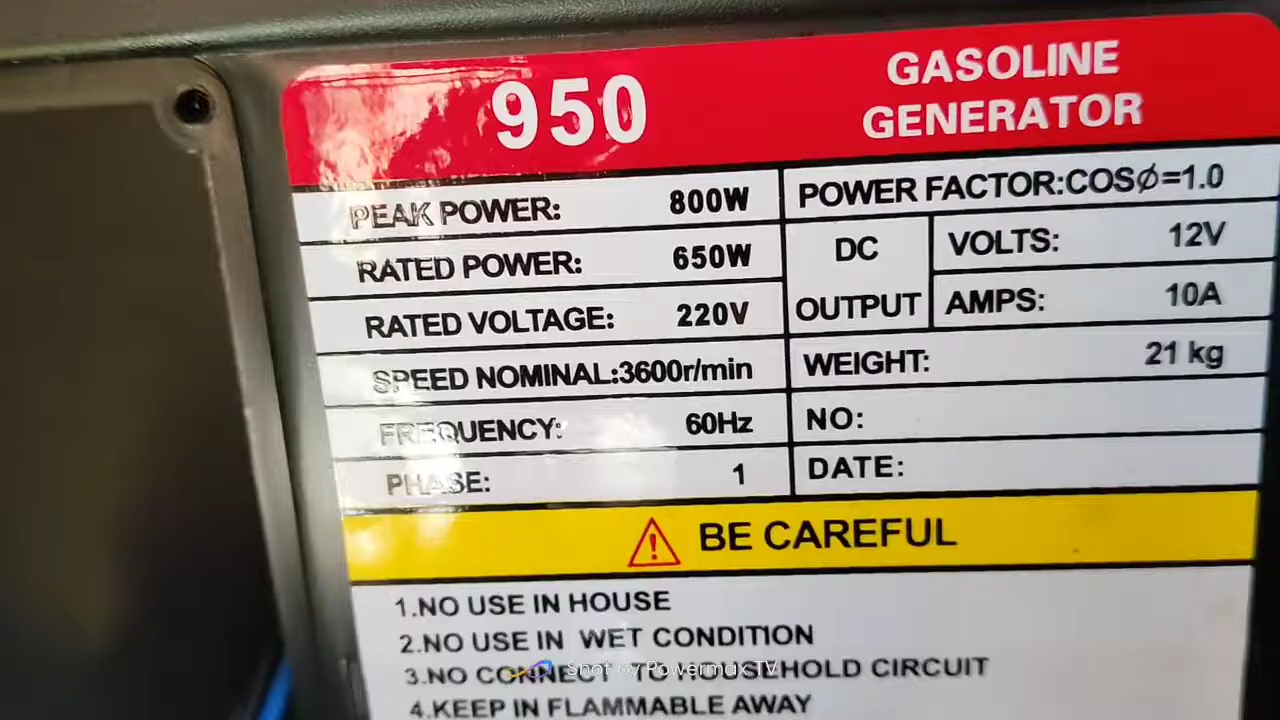 950
GASOLINE
GENERATOR
PEAK POWER: 800W
RATED POWER: 650W
RATED VOLTAGE: 220V
SPEED NOMINAL:3600r/min
FREQUENCY: 60Hz
PHASE: 1
POWER FACTOR:COSØ=1.0
DC
OUTPUT
VOLTS: 12V
AMPS: 10A
WEIGHT: 21 kg
NO:
DATE:
BE CAREFUL
1.NO USE IN HOUSE
2.NO USE IN WET CONDITION
3.NO CONNECT TO HOUSEHOLD CIRCUIT
4.KEEP IN FLAMMABLE AWAY
Shot by Powermax TV